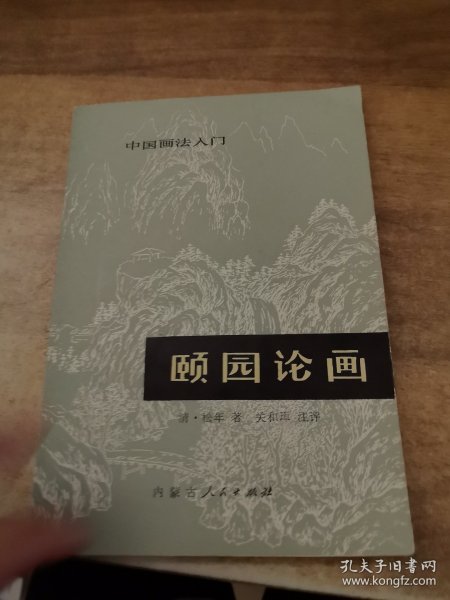 中国画法入门
颐园论画
清·松年 著 关和璋 注评
内蒙古人民出版社
孔夫子旧书网
www.kongfz.com